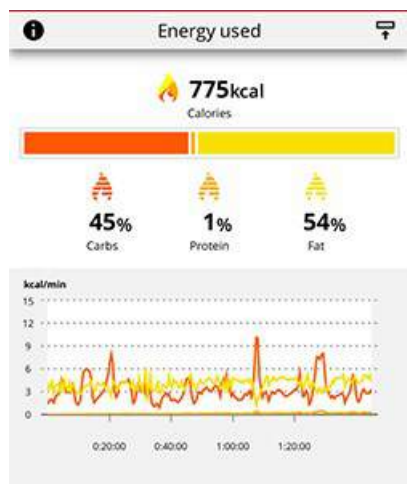 Energy used
775kcal
Calories
45% 1% 54%
Carbs Protein Fat
kcal/min
15
12
9
6
3
0
0:20:00 0:40:00 1:00:00 1:20:00